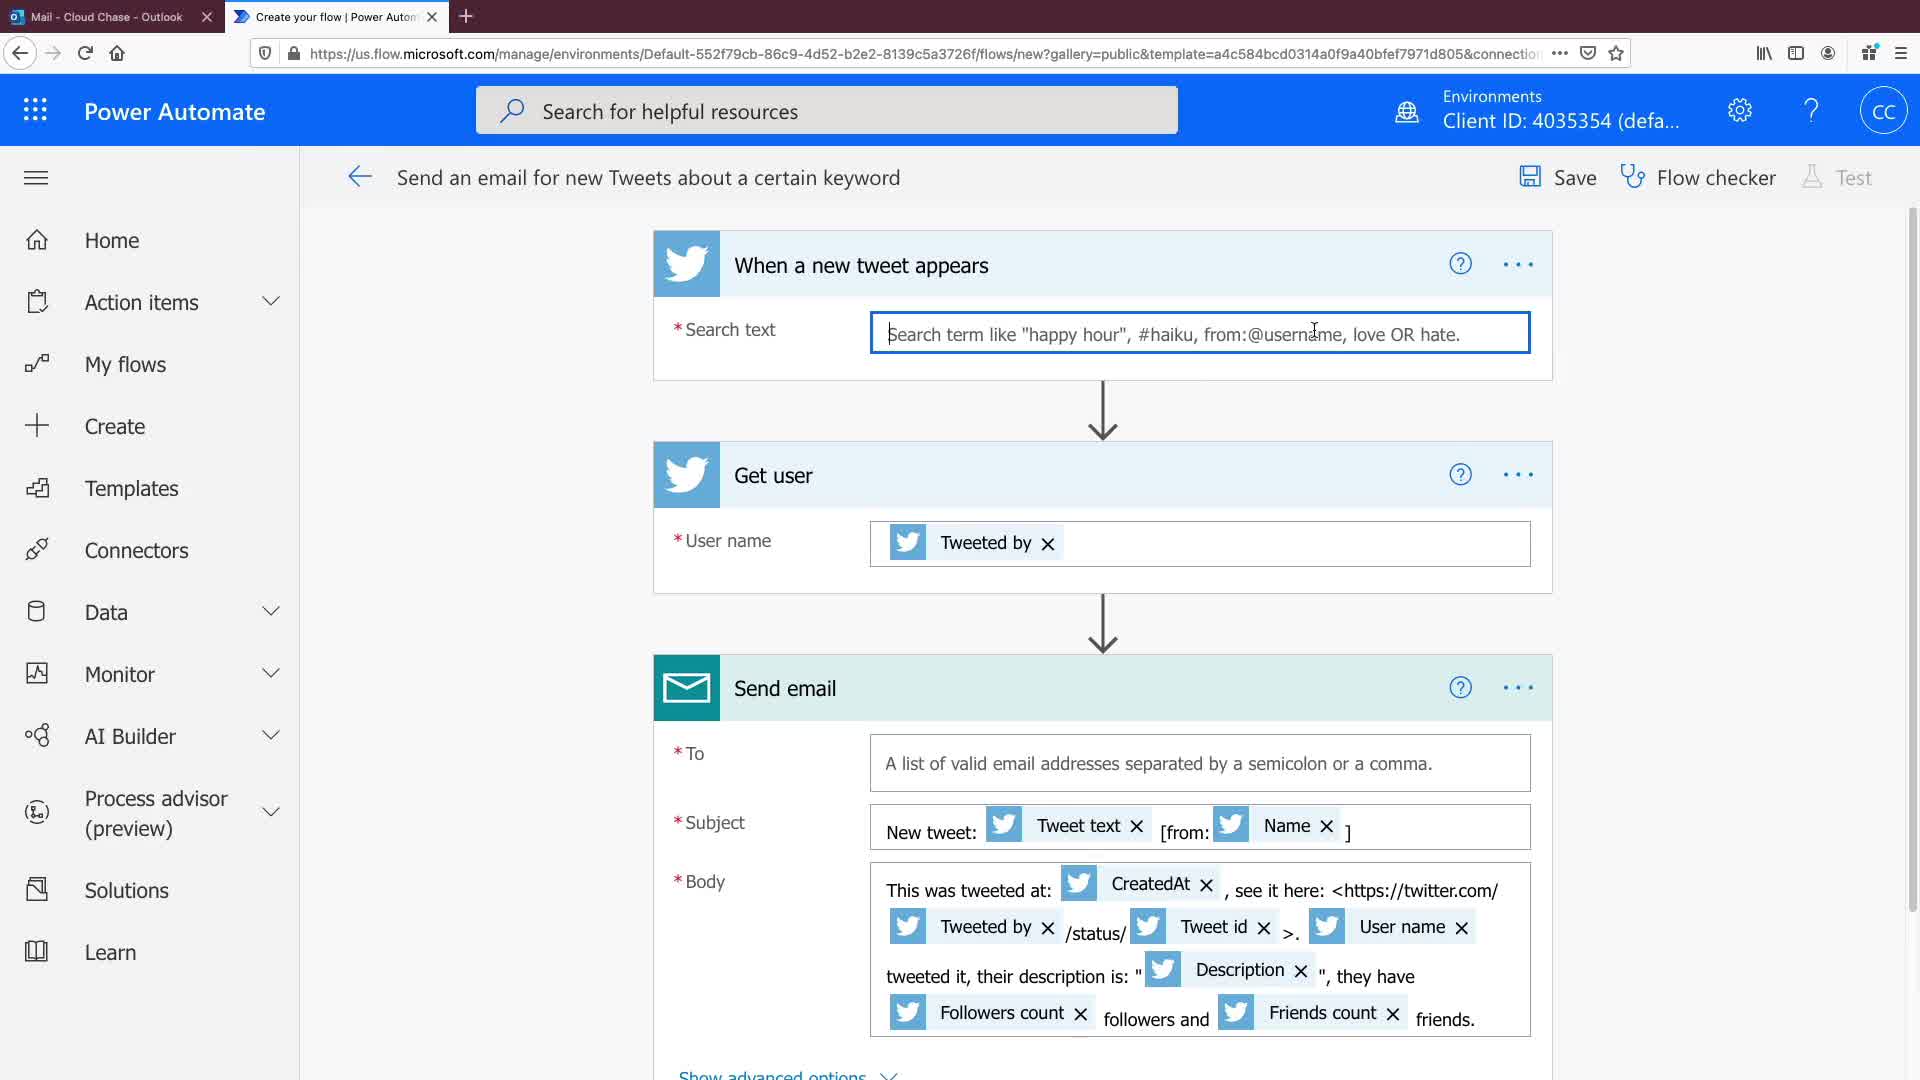 Mail - Cloud Chase - Outlook
Create your flow | Power Autom
https://us.flow.microsoft.com/manage/environments/Default-552f79cb-86c9-4d52-b2e2-8139c5a3726f/flows/new?gallery=public&template=a4c584bcd0314a0f9a40bfef7971d805&connectio
Power Automate
Search for helpful resources
Environments
Client ID: 4035354 (defa...
CC
Send an email for new Tweets about a certain keyword
Save
Flow checker
Test
Home
Action items
My flows
Create
Templates
Connectors
Data
Monitor
AI Builder
Process advisor
(preview)
Solutions
Learn
When a new tweet appears
* Search text
Search term like "happy hour", #haiku, from:@username, love OR hate.
Get user
* User name
Tweeted by
Send email
* To
A list of valid email addresses separated by a semicolon or a comma.
* Subject
New tweet: Tweet text [from: Name ]
* Body
This was tweeted at: CreatedAt , see it here: <https://twitter.com/
Tweeted by /status/ Tweet id >. User name
tweeted it, their description is: " Description ", they have
Followers count followers and Friends count friends.
Show advanced options